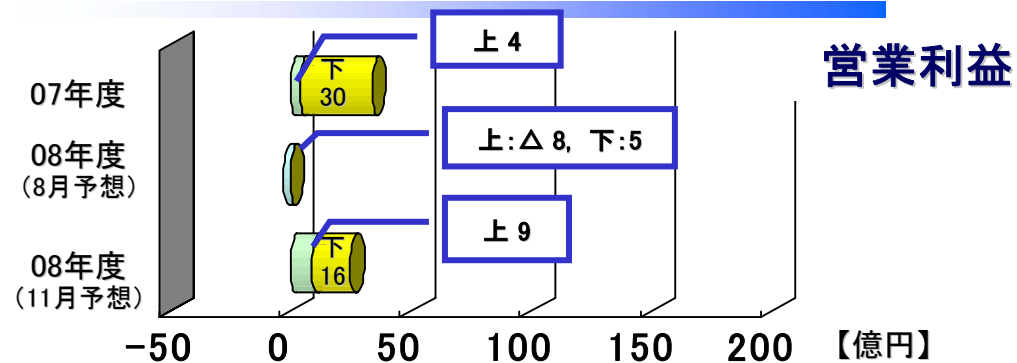 営業利益
上 4
07年度
下
30
08年度
（8月予想）
上：△ 8,　下：5
08年度
（11月予想）
下
16
上 9
-50 0 50 100 150 200 【億円】